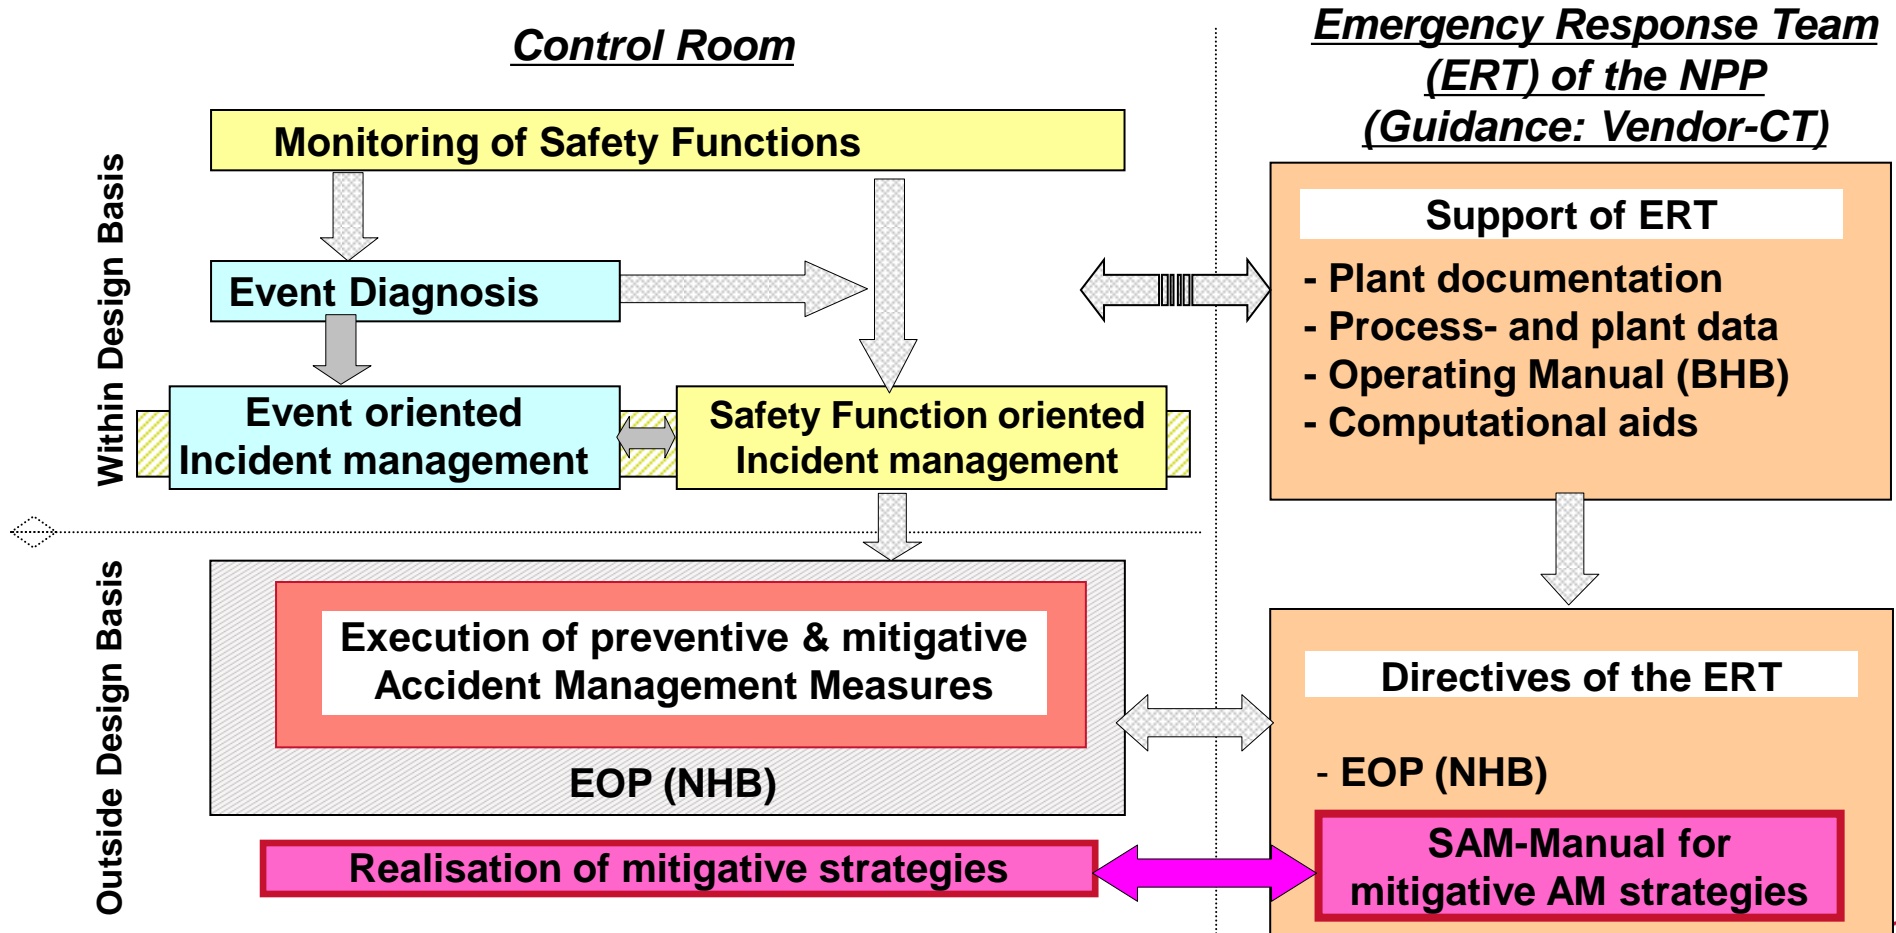 Control Room
Emergency Response Team
(ERT) of the NPP
(Guidance: Vendor-CT)
Within Design Basis
Monitoring of Safety Functions
Event Diagnosis
Event oriented
Incident management
Safety Function oriented
Incident management
Support of ERT
- Plant documentation
- Process- and plant data
- Operating Manual (BHB)
- Computational aids
Outside Design Basis
Execution of preventive & mitigative
Accident Management Measures
EOP (NHB)
Realisation of mitigative strategies
Directives of the ERT
- EOP (NHB)
SAM-Manual for
mitigative AM strategies